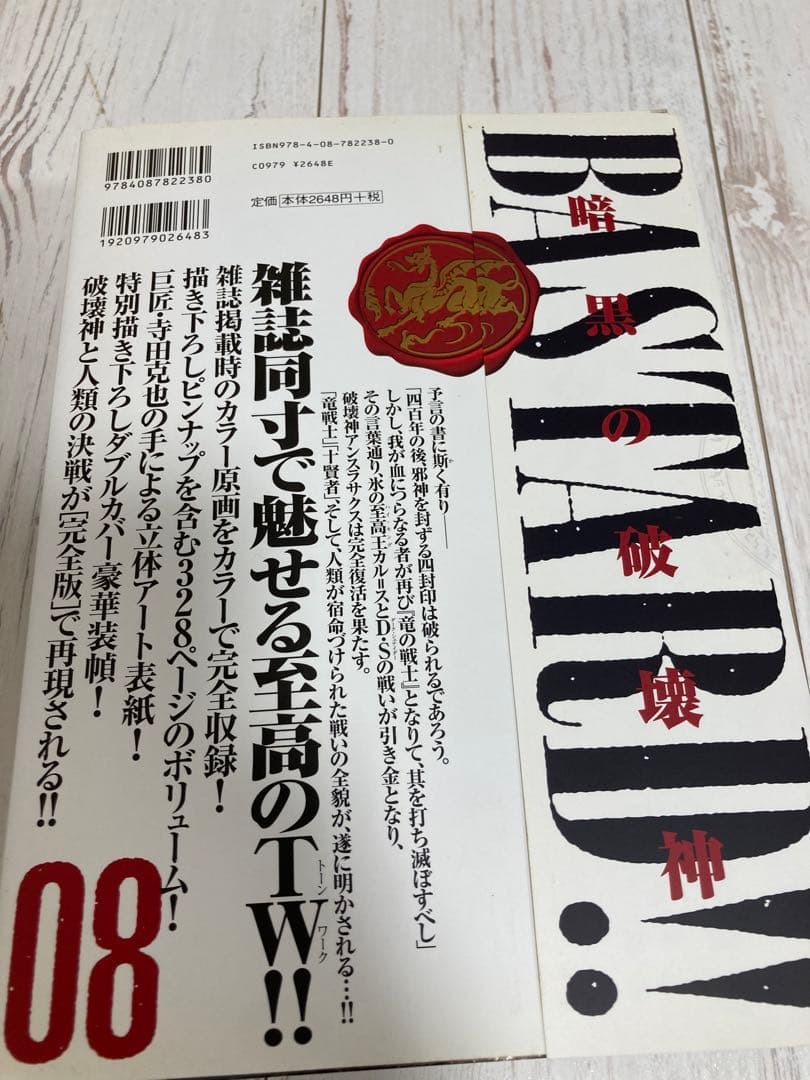 BASTARD!!
暗黒の破壊神
ISBN978-4-08-782238-0
C0979 ¥2648E
定価 本体2648円+税
9784087822380
1920979026483
予言の書に斯く有り――
「四百年の後、邪神を封ずる四封印は破られるであろう。
しかし、我が血につらなる者が再び『竜の戦士』となりて、其を打ち滅ぼすべし」
その言葉通り、氷の至高王カル=スとD・Sの戦いが引き金となり、
破壊神アンスラサクスは完全復活を果たす。
「竜戦士」「十賢者」、そして、人類が宿命づけられた戦いの全貌が、遂に明かされる…!!
雑誌同寸で魅せる至高のTW!!
トーンワーク
雑誌掲載時のカラー原画をカラーで完全収録!
描き下ろしピンナップを含む328ページのボリューム!
巨匠・寺田克也の手による立体アート表紙!
特別描き下ろしダブルカバー豪華装幀!
破壊神と人類の決戦が[完全版]で再現される!!
08